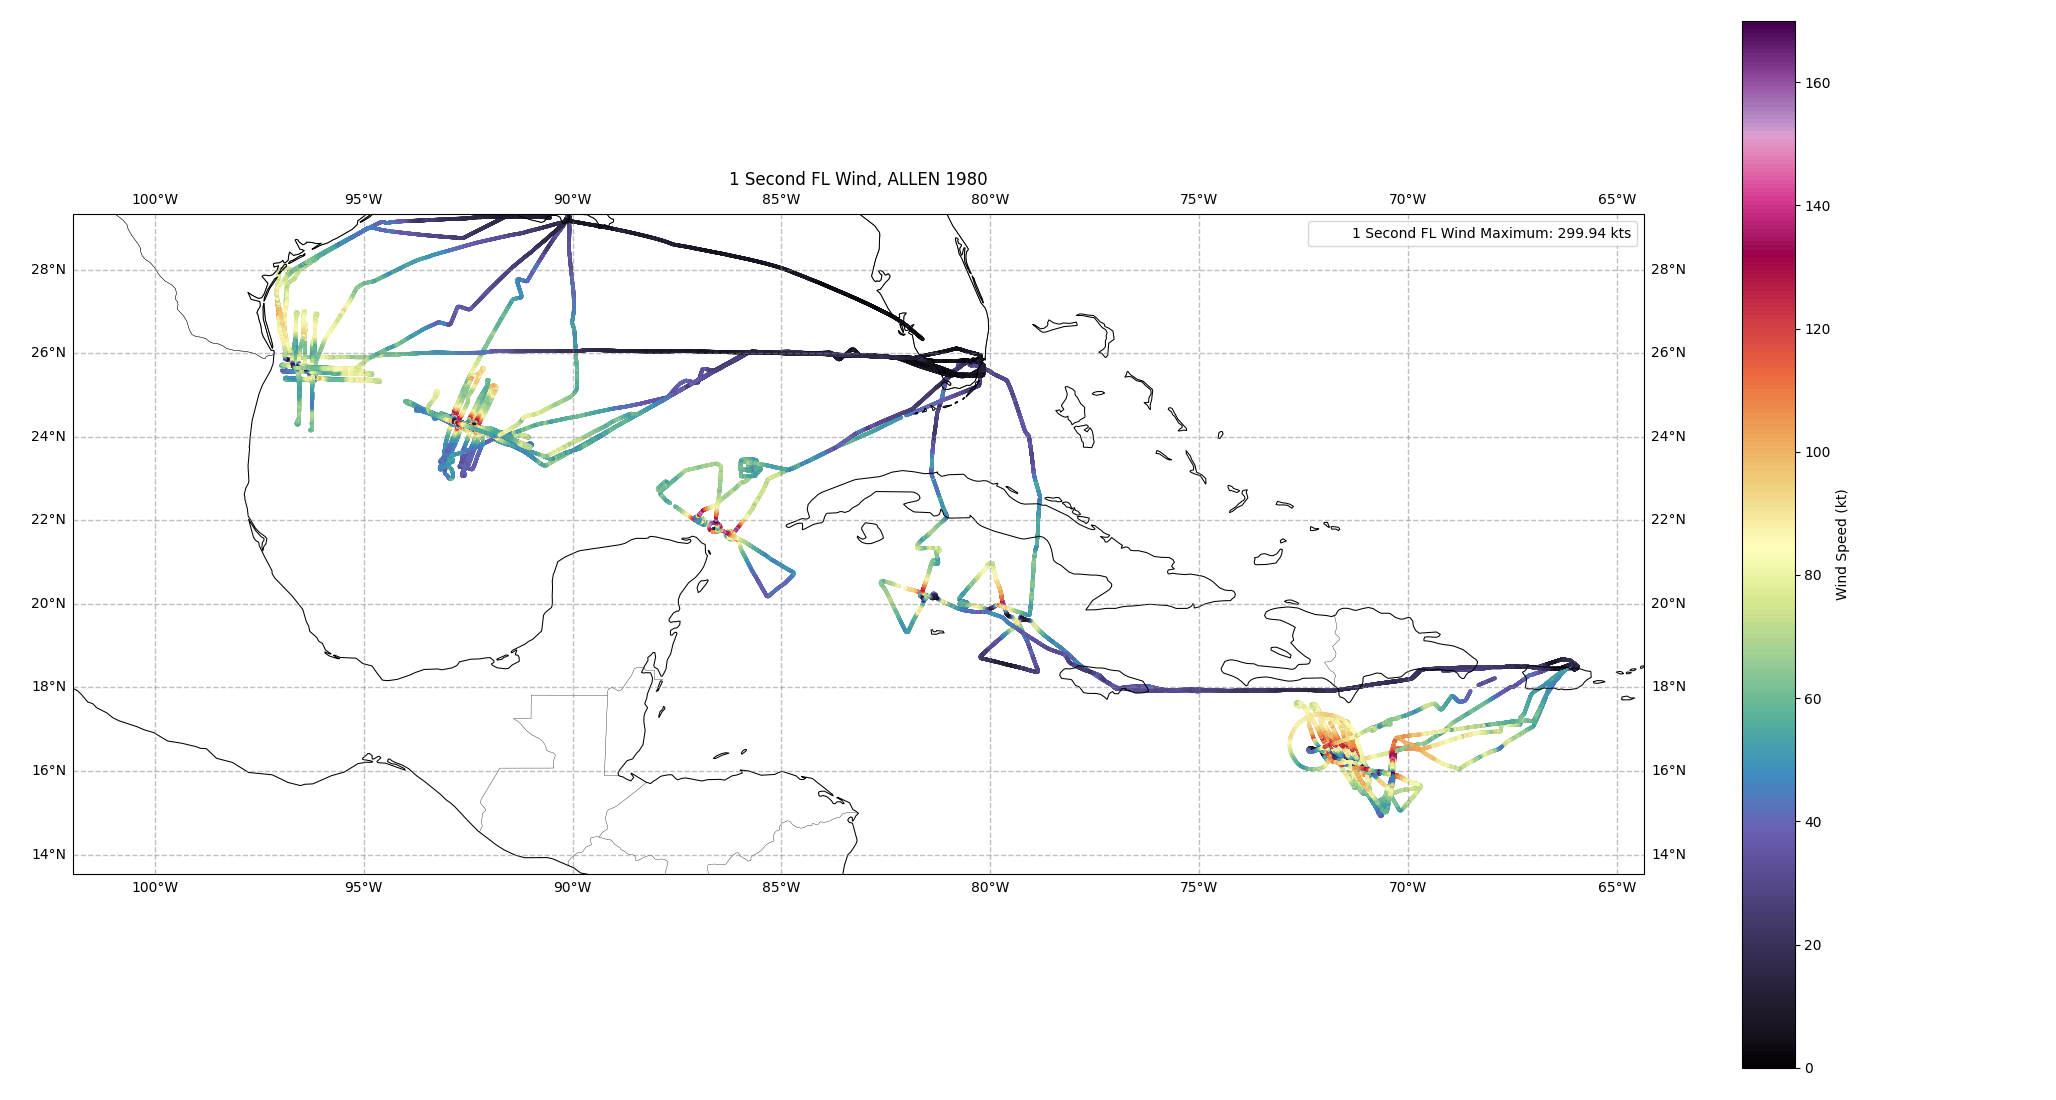 1 Second FL Wind, ALLEN 1980
100°W 95°W 90°W 85°W 80°W 75°W 70°W 65°W
1 Second FL Wind Maximum: 299.94 kts
28°N 28°N
26°N 26°N
24°N 24°N
22°N 22°N
20°N 20°N
18°N 18°N
16°N 16°N
14°N 14°N
100°W 95°W 90°W 85°W 80°W 75°W 70°W 65°W
160
140
120
100
80
60
40
20
0
Wind Speed (kt)